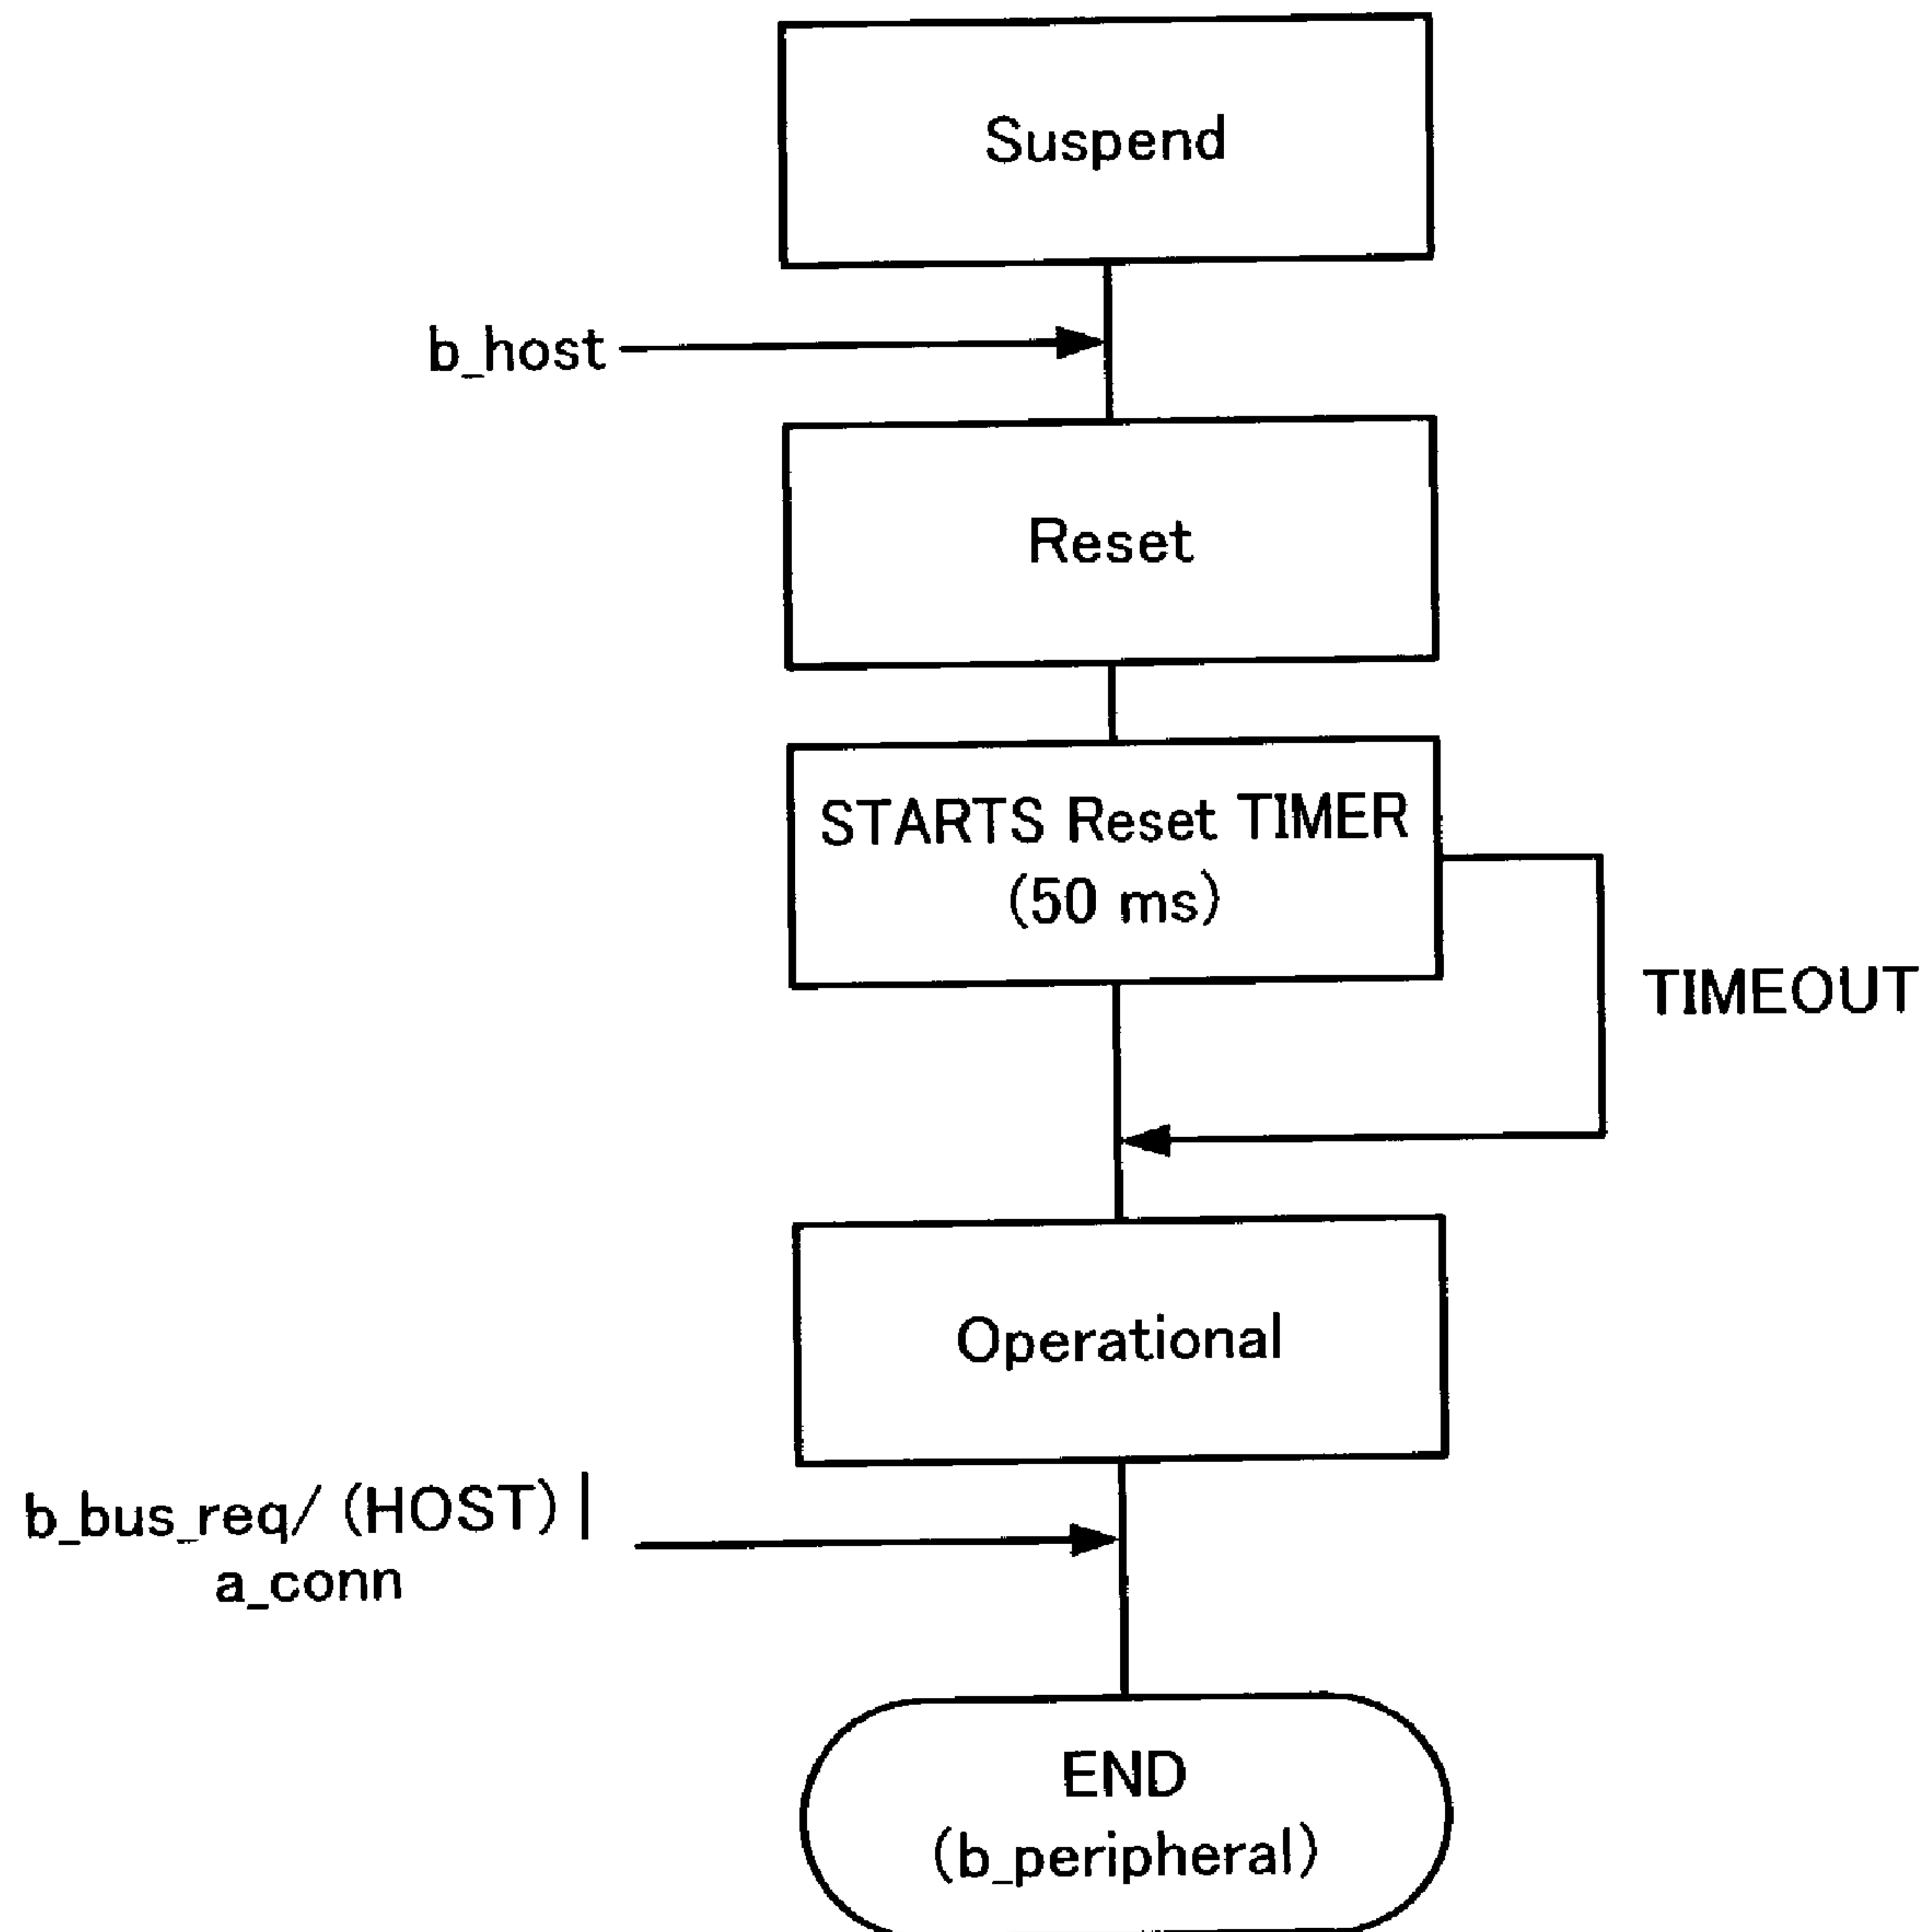 Suspend
b_host
Reset
STARTS Reset TIMER
(50 ms)
TIMEOUT
Operational
b_bus_req/ (HOST) |
a_conn
END
(b_peripheral)